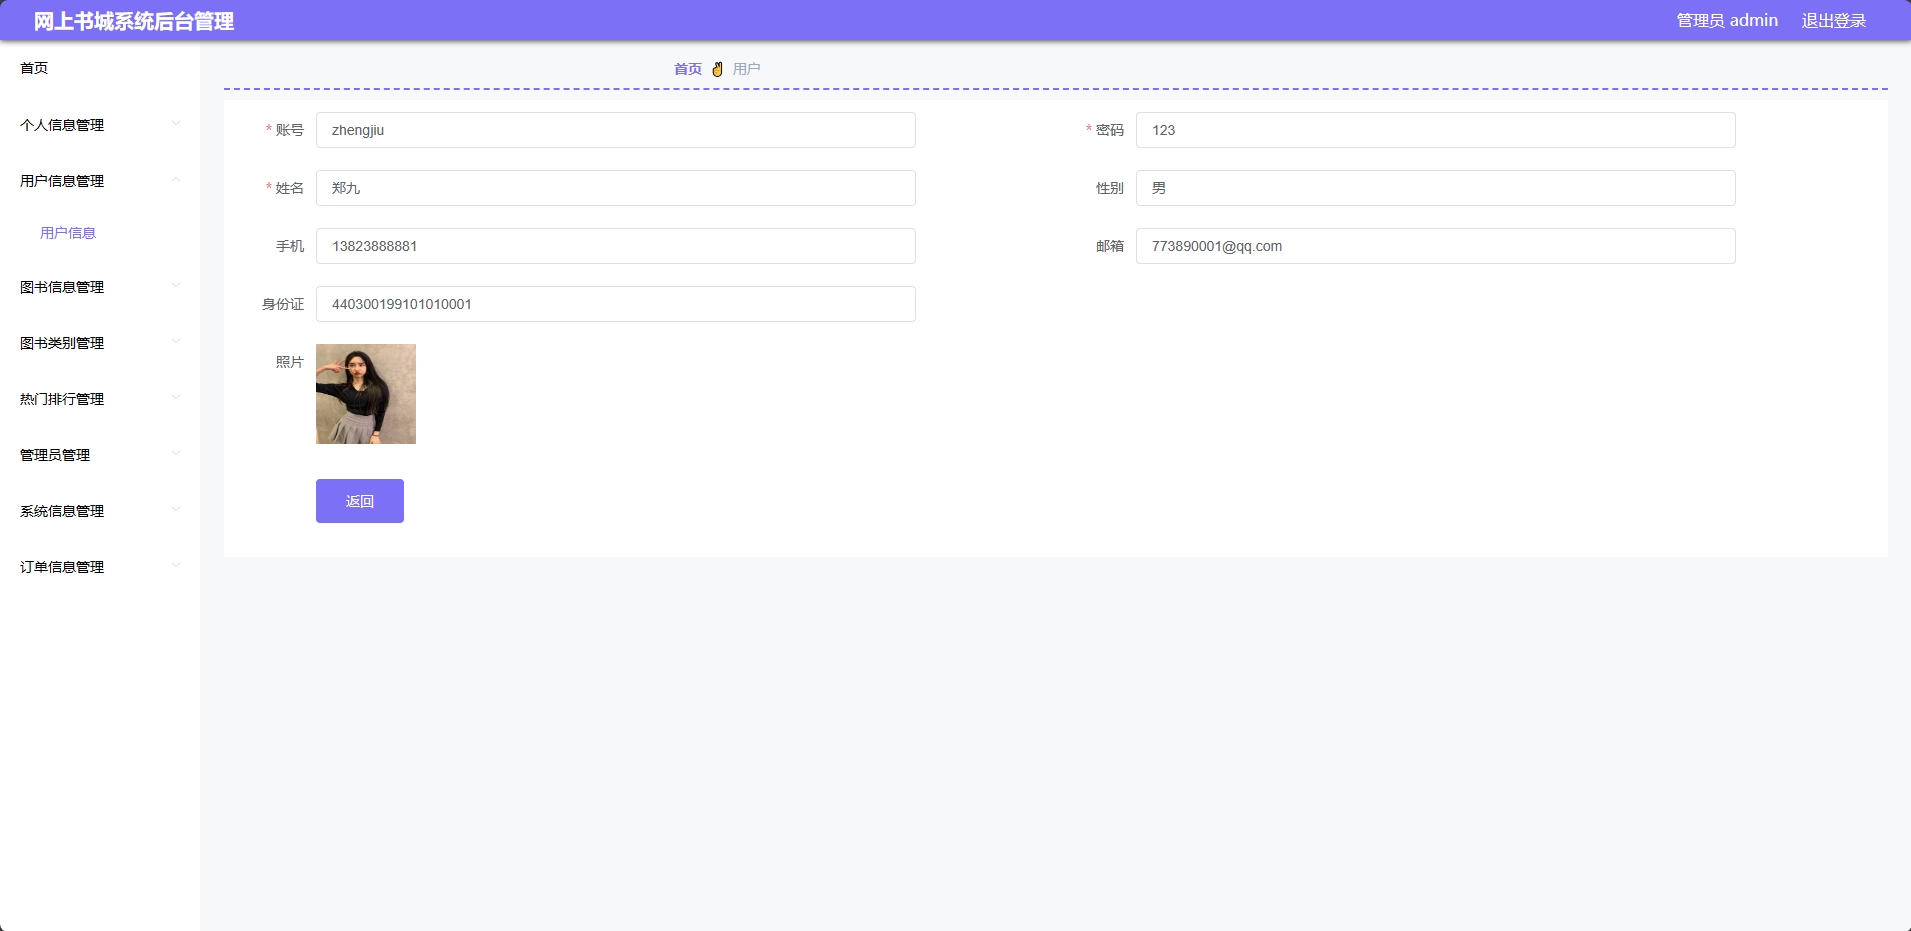 网上书城系统后台管理
管理员 admin 退出登录
首页
个人信息管理
用户信息管理
用户信息
图书信息管理
图书类别管理
热门排行管理
管理员管理
系统信息管理
订单信息管理
首页 ✌ 用户
* 账号 zhengjiu
* 密码 123
* 姓名 郑九
性别 男
手机 13823888881
邮箱 773890001@qq.com
身份证 440300199101010001
照片
返回